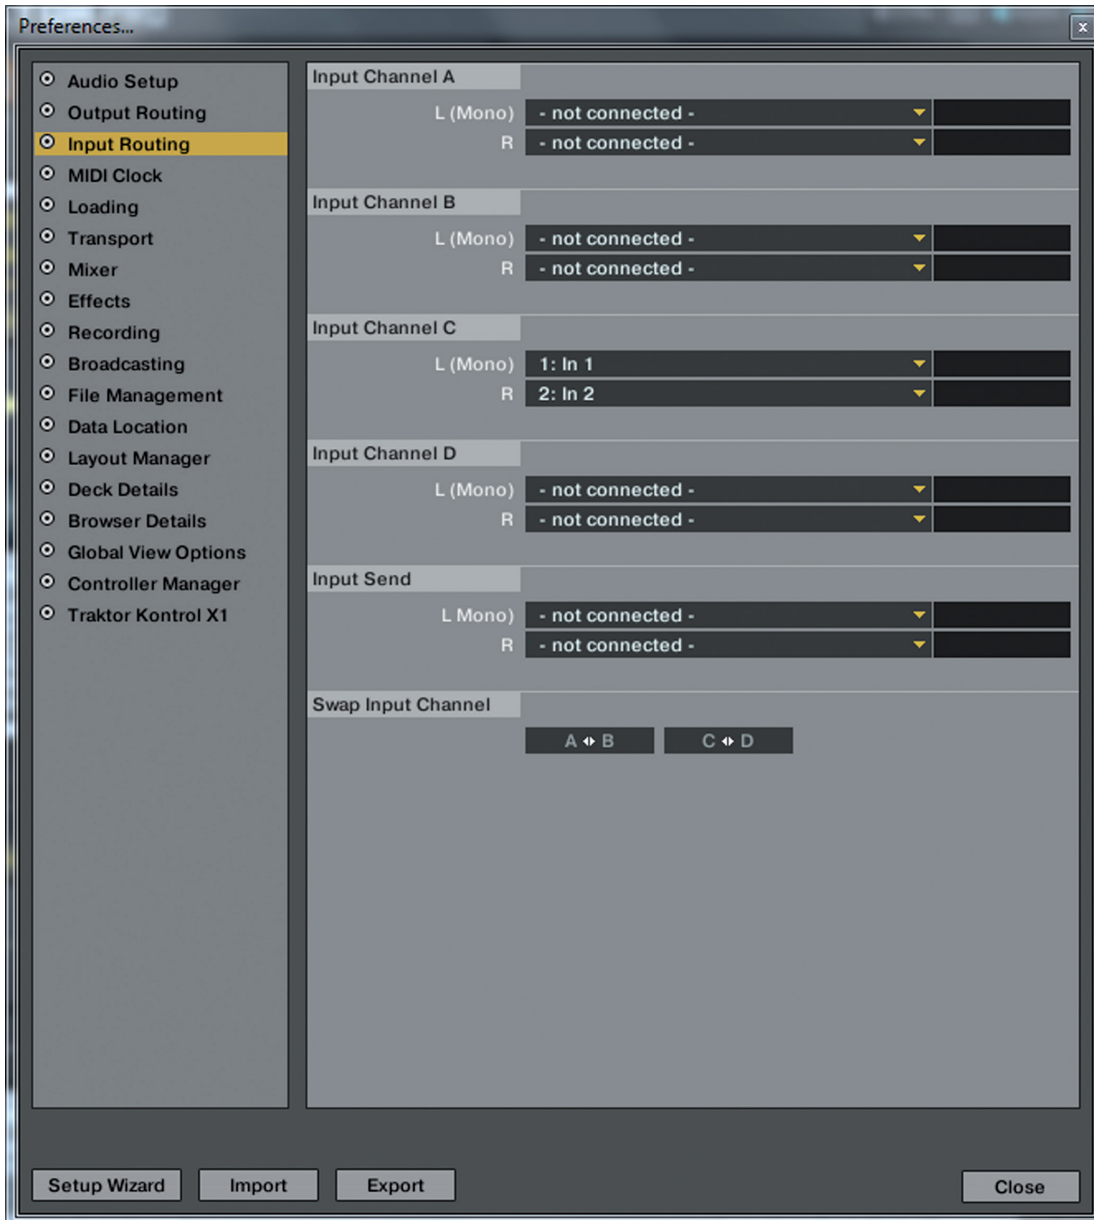 Preferences...
x
Audio Setup
Output Routing
Input Routing
MIDI Clock
Loading
Transport
Mixer
Effects
Recording
Broadcasting
File Management
Data Location
Layout Manager
Deck Details
Browser Details
Global View Options
Controller Manager
Traktor Kontrol X1
Input Channel A
L (Mono) - not connected -
R - not connected -
Input Channel B
L (Mono) - not connected -
R - not connected -
Input Channel C
L (Mono) 1: In 1
R 2: In 2
Input Channel D
L (Mono) - not connected -
R - not connected -
Input Send
L Mono) - not connected -
R - not connected -
Swap Input Channel
A B C D
Setup Wizard Import Export Close